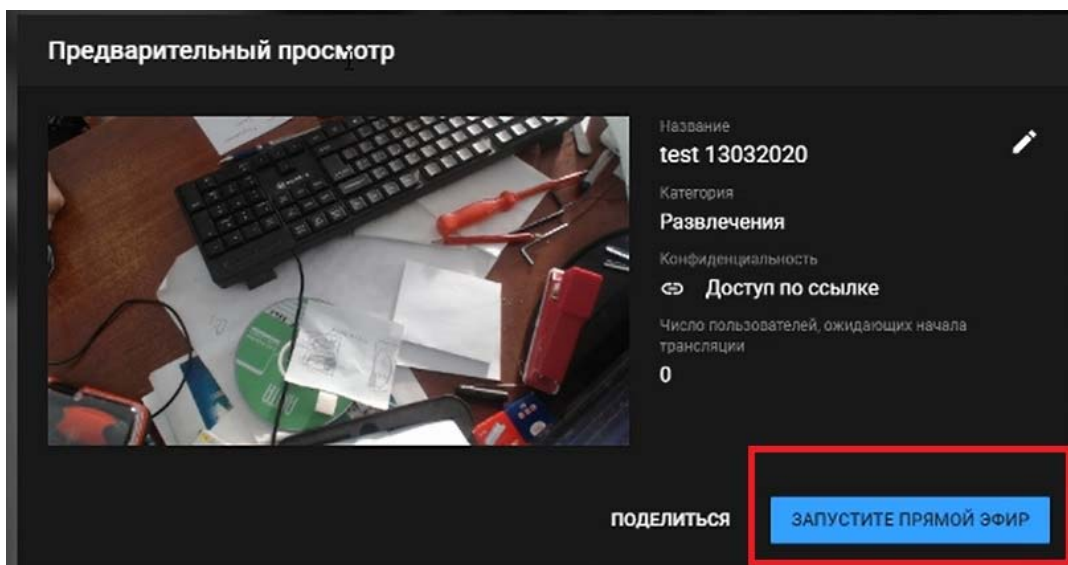 Предварительный просмотр
Название
test 13032020
Категория
Развлечения
Конфиденциальность
Доступ по ссылке
Число пользователей, ожидающих начала
трансляции
0
ПОДЕЛИТЬСЯ
ЗАПУСТИТЕ ПРЯМОЙ ЭФИР